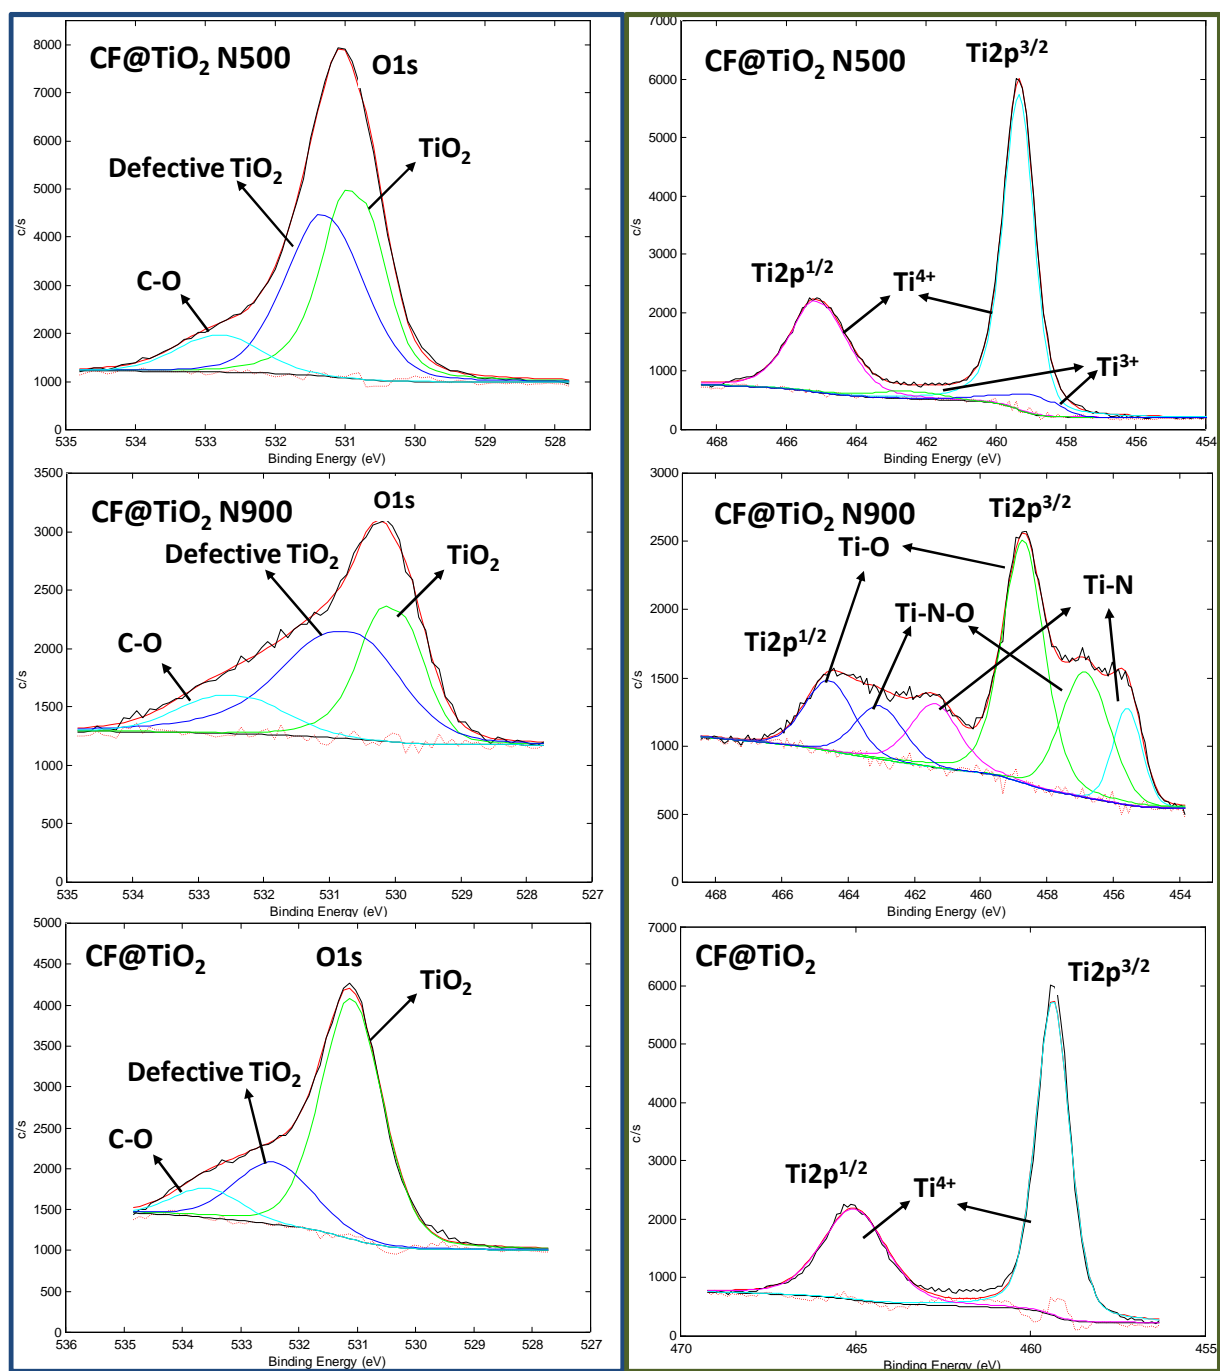 CF@TiO2 N500
O1s
TiO2
Defective TiO2
C-O
c/s
8000
7000
6000
5000
4000
3000
2000
1000
0
535 534 533 532 531 530 529 528
Binding Energy (eV)
CF@TiO2 N500
Ti2p3/2
Ti2p1/2
Ti4+
Ti3+
c/s
7000
6000
5000
4000
3000
2000
1000
0
468 466 464 462 460 458 456 454
Binding Energy (eV)
CF@TiO2 N900
O1s
Defective TiO2
TiO2
C-O
c/s
3500
3000
2500
2000
1500
1000
500
0
535 534 533 532 531 530 529 528 527
Binding Energy (eV)
CF@TiO2 N900
Ti2p3/2
Ti-O
Ti-N
Ti-N-O
Ti2p1/2
c/s
3000
2500
2000
1500
1000
500
0
468 466 464 462 460 458 456 454
Binding Energy (eV)
CF@TiO2
O1s
TiO2
Defective TiO2
C-O
c/s
5000
4500
4000
3500
3000
2500
2000
1500
1000
500
0
536 535 534 533 532 531 530 529 528 527
Binding Energy (eV)
CF@TiO2
Ti2p3/2
Ti2p1/2
Ti4+
c/s
7000
6000
5000
4000
3000
2000
1000
0
470 465 460 455
Binding Energy (eV)